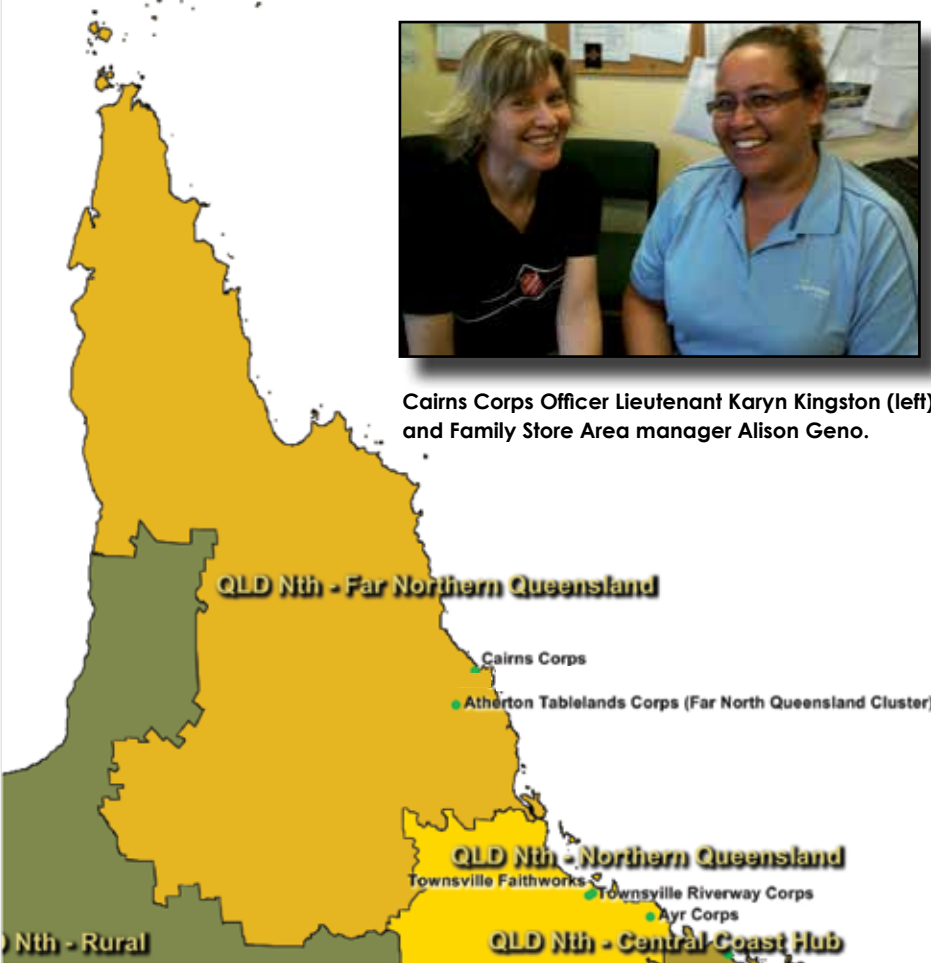 Cairns Corps Officer Lieutenant Karyn Kingston (left)
and Family Store Area manager Alison Geno.
QLD Nth - Far Northern Queensland
Cairns Corps
Atherton Tablelands Corps (Far North Queensland Cluster)
QLD Nth - Northern Queensland
Townsville Faithworks
Townsville Riverway Corps
Ayr Corps
Nth - Rural
QLD Nth - Central Coast Hub